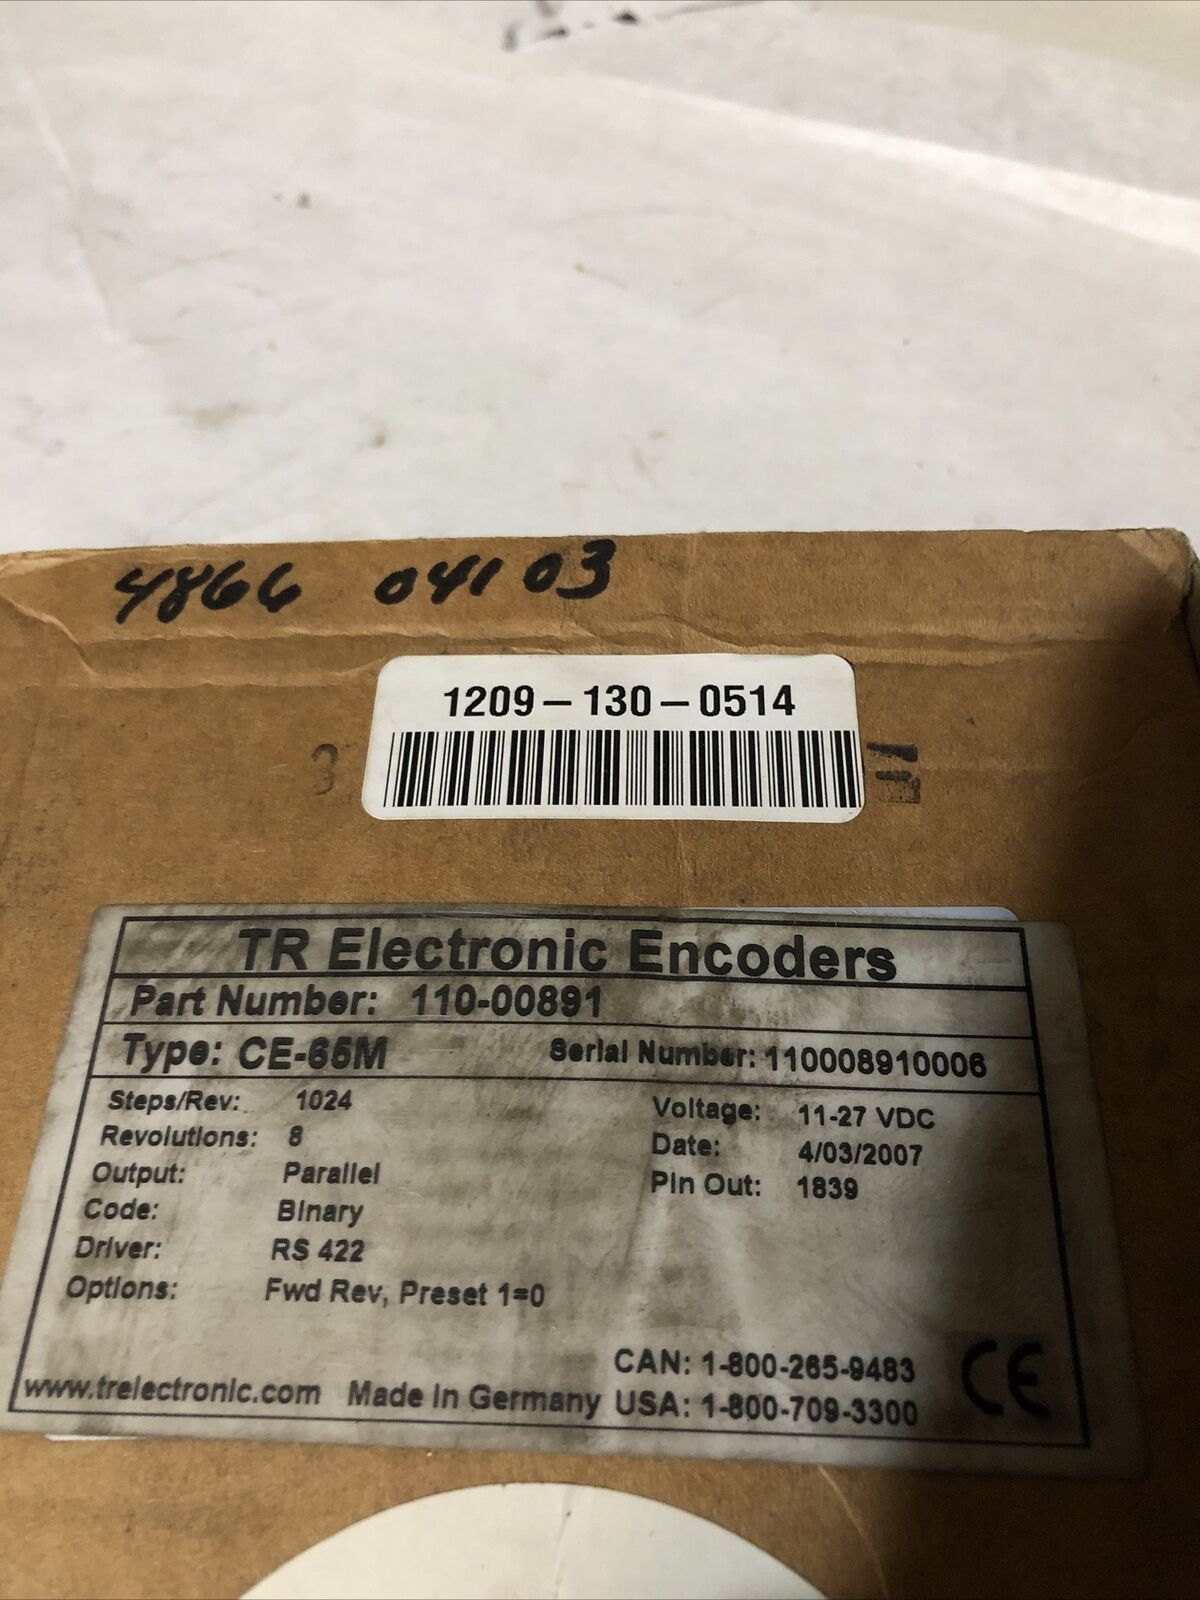 4866 04103
1209-130-0514
3
TR Electronic Encoders
Part Number: 110-00891
Type: CE-65M Serial Number: 110008910006
Steps/Rev: 1024 Voltage: 11-27 VDC
Revolutions: 8 Date: 4/03/2007
Output: Parallel Pin Out: 1839
Code: Binary
Driver: RS 422
Options: Fwd Rev, Preset 1=0
CAN: 1-800-265-9483 CE
www.trelectronic.com Made In Germany USA: 1-800-709-3300